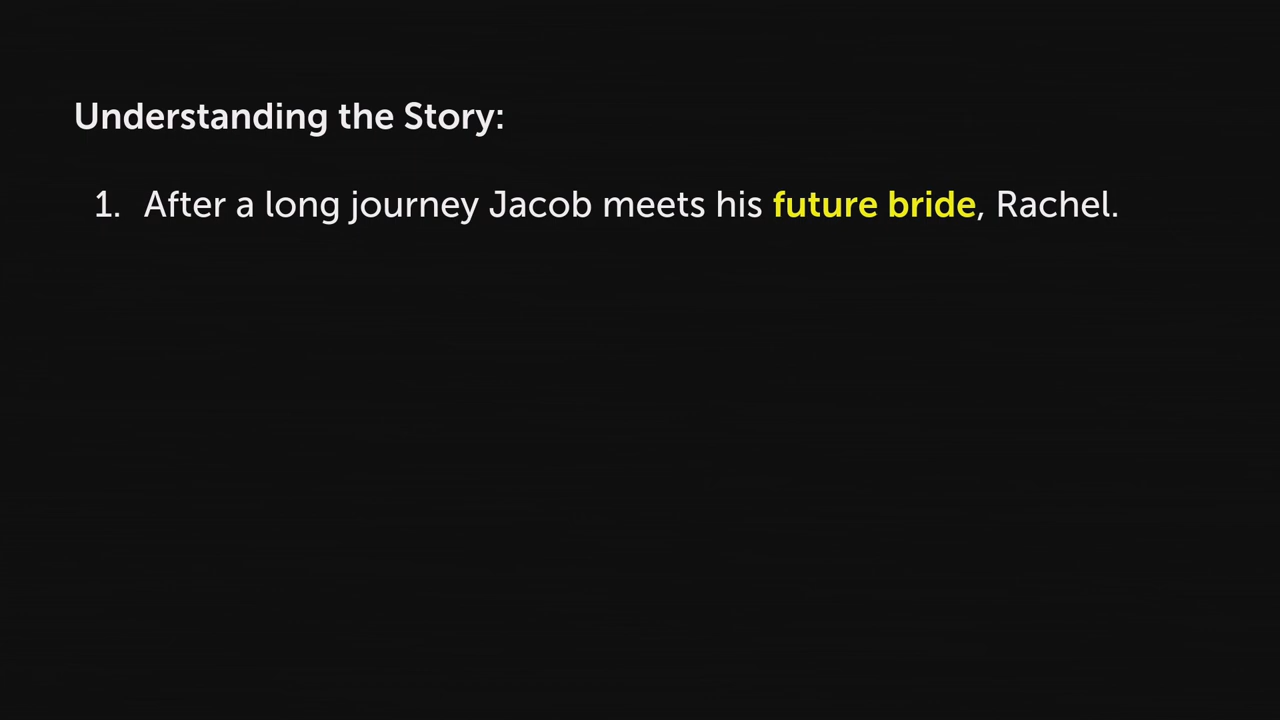 Understanding the Story:
1. After a long journey Jacob meets his future bride, Rachel.